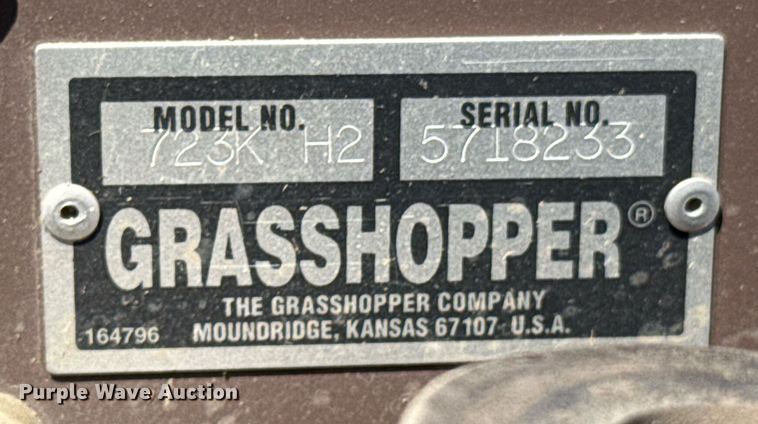 MODEL NO. SERIAL NO.
723K H2 5718233
GRASSHOPPER®
THE GRASSHOPPER COMPANY
164796 MOUNDRIDGE, KANSAS 67107 U.S.A.
Purple Wave Auction